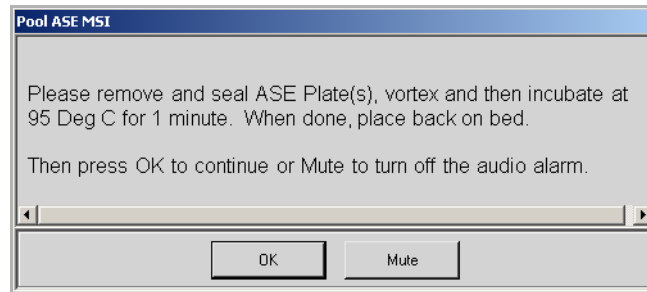 Pool ASE MSI
Please remove and seal ASE Plate(s), vortex and then incubate at
95 Deg C for 1 minute. When done, place back on bed.
Then press OK to continue or Mute to turn off the audio alarm.
OK Mute